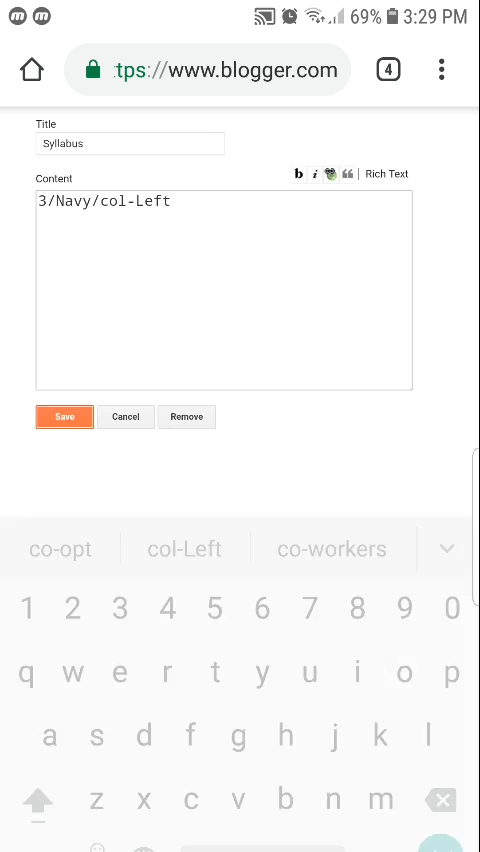 69% 3:29 PM
tps://www.blogger.com 4
Title
Syllabus
Content b i Rich Text
3/Navy/col-Left
Save Cancel Remove
co-opt col-Left co-workers
1 2 3 4 5 6 7 8 9 0
q w e r t y u i o p
a s d f g h j k l
z x c v b n m